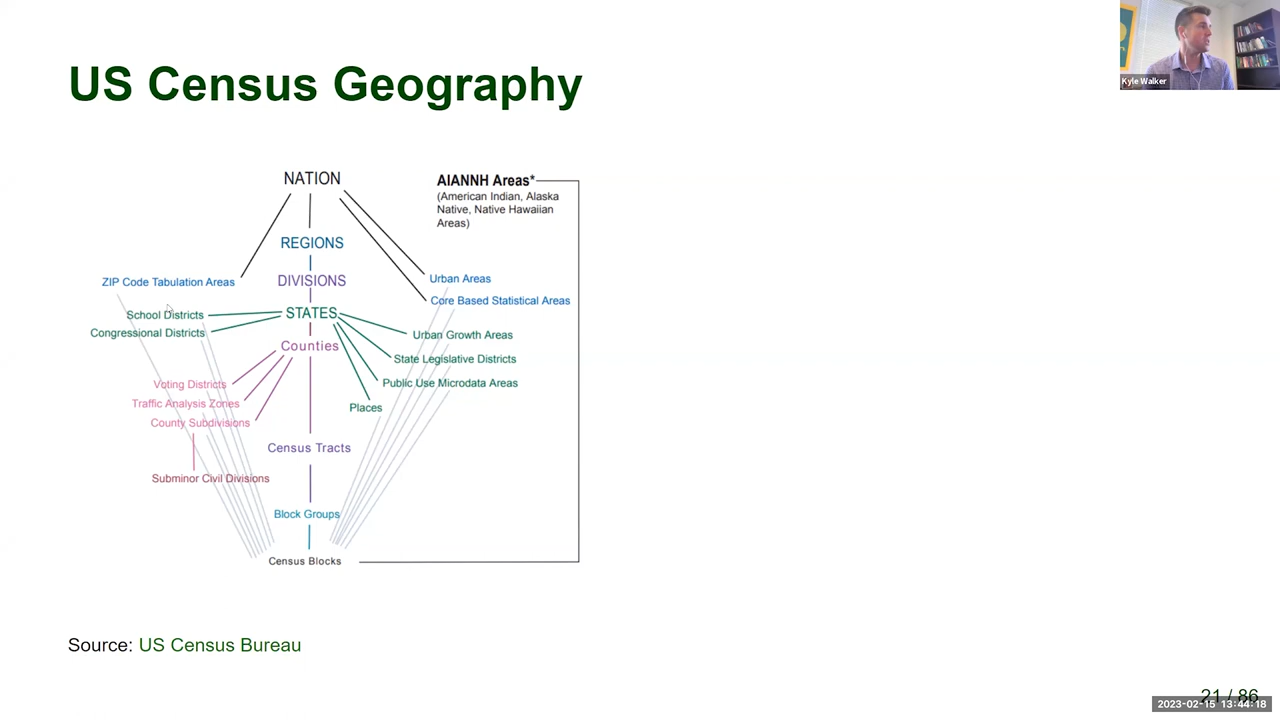 US Census Geography
Kyle Walker
NATION
AIANNH Areas*
(American Indian, Alaska
Native, Native Hawaiian
Areas)
REGIONS
ZIP Code Tabulation Areas
DIVISIONS
Urban Areas
Core Based Statistical Areas
School Districts
STATES
Congressional Districts
Urban Growth Areas
Counties
State Legislative Districts
Voting Districts
Public Use Microdata Areas
Traffic Analysis Zones
Places
County Subdivisions
Census Tracts
Subminor Civil Divisions
Block Groups
Census Blocks
Source: US Census Bureau
21 / 86
2023-02-15 13:44:18